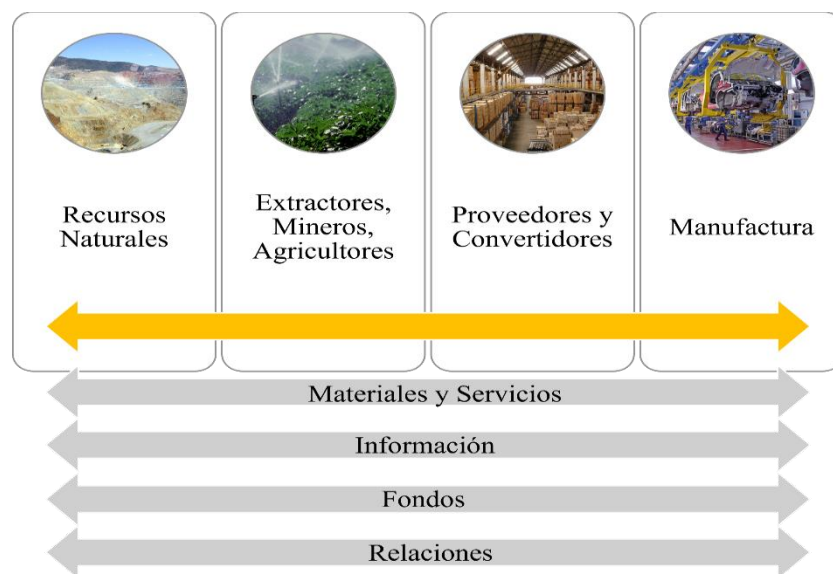 Recursos
Naturales
Extractores,
Mineros,
Agricultores
Proveedores y
Convertidores
Manufactura
Materiales y Servicios
Información
Fondos
Relaciones